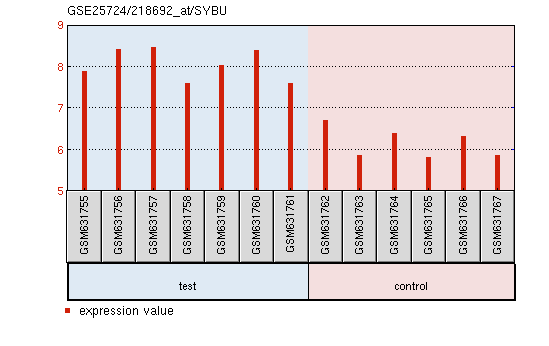 GSE25724/218692_at/SYBU
9
8
7
6
5
GSM631755
GSM631756
GSM631757
GSM631758
GSM631759
GSM631760
GSM631761
GSM631762
GSM631763
GSM631764
GSM631765
GSM631766
GSM631767
test
control
expression value